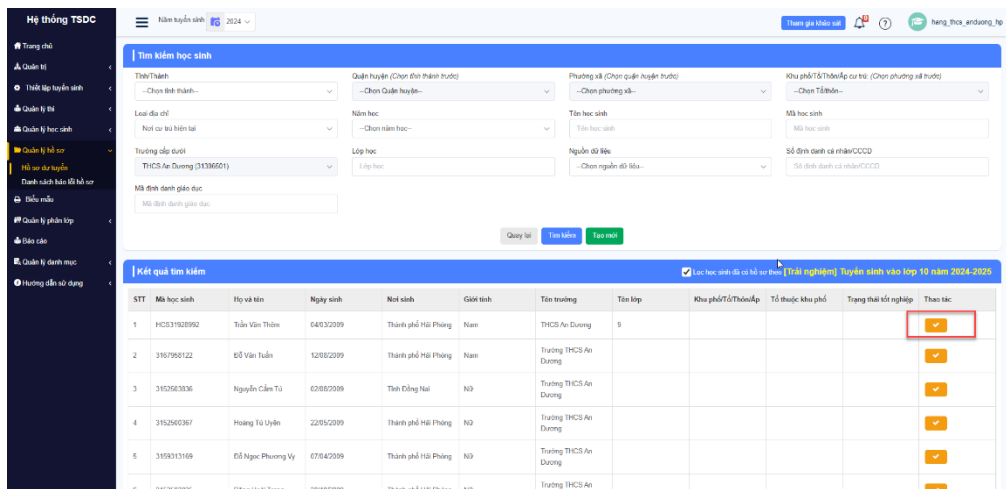 Hệ thống TSDC
Năm tuyển sinh 2024
Tham gia khảo sát
hang_thcs_anduong_hp
Trang chủ
Quản trị
Thiết lập tuyển sinh
Quản lý thi
Quản lý học sinh
Quản lý hồ sơ
Hồ sơ dự tuyển
Danh sách báo lỗi hồ sơ
Biểu mẫu
Quản lý phân lớp
Báo cáo
Quản lý danh mục
Hướng dẫn sử dụng
Tìm kiếm học sinh
Tỉnh/Thành Quận huyện (Chọn tỉnh thành trước) Phường xã (Chọn quận huyện trước) Khu phố/Tổ/Thôn/Ấp cư trú: (Chọn phường xã trước)
--Chọn tỉnh thành-- --Chọn Quận huyện-- --Chọn phường xã-- --Chọn Tổ/thôn--
Loại địa chỉ Năm học Tên học sinh Mã học sinh
Nơi cư trú hiện tại --Chọn năm học-- Tên học sinh Mã học sinh
Trường cấp dưới Lớp học Nguồn dữ liệu Số định danh cá nhân/CCCD
THCS An Dương (31396601) Lớp học --Chọn nguồn dữ liệu-- Số định danh cá nhân/CCCD
Mã định danh giáo dục
Mã định danh giáo dục
Quay lại Tìm kiếm Tạo mới
Kết quả tìm kiếm Lọc học sinh đã có hồ sơ theo [Trải nghiệm] Tuyển sinh vào lớp 10 năm 2024-2025
STT Mã học sinh Họ và tên Ngày sinh Nơi sinh Giới tính Tên trường Tên lớp Khu phố/Tổ/Thôn/Ấp Tổ thuộc khu phố Trạng thái tốt nghiệp Thao tác
1 HCS31928992 Trần Văn Thêm 04/03/2009 Thành phố Hải Phòng Nam THCS An Dương 9
2 3167958122 Đỗ Văn Tuấn 12/08/2009 Thành phố Hải Phòng Nam Trường THCS An
Dương
3 3152503836 Nguyễn Cẩm Tú 02/08/2009 Tỉnh Đồng Nai Nữ Trường THCS An
Dương
4 3152500367 Hoàng Tú Uyên 22/05/2009 Thành phố Hải Phòng Nữ Trường THCS An
Dương
5 3159313169 Đỗ Ngọc Phương Vy 07/04/2009 Thành phố Hải Phòng Nữ Trường THCS An
Dương
Trường THCS An